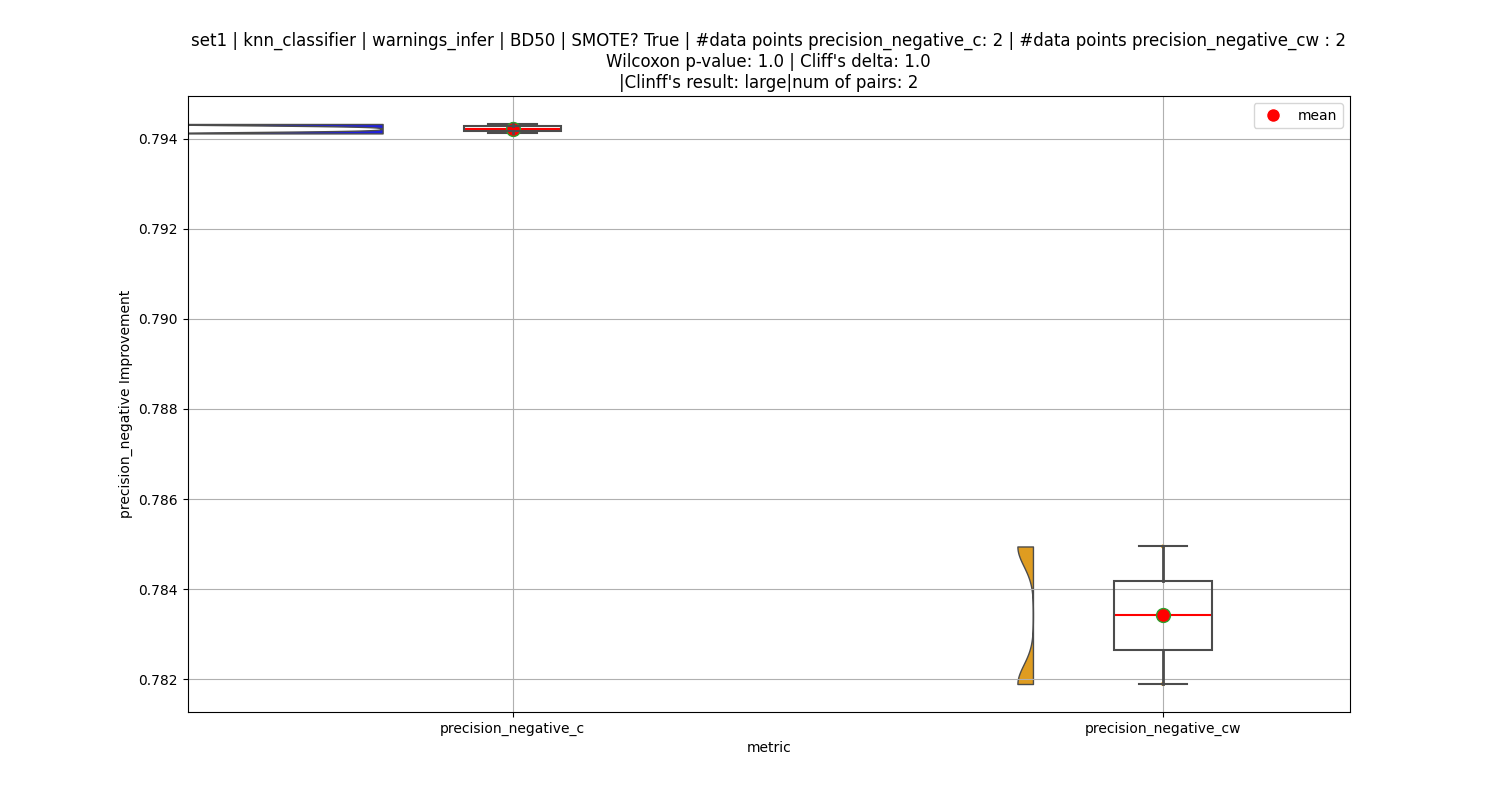 set1 | knn_classifier | warnings_infer | BD50 | SMOTE? True | #data points precision_negative_c: 2 | #data points precision_negative_cw : 2
Wilcoxon p-value: 1.0 | Cliff's delta: 1.0
|Clinff's result: large|num of pairs: 2
mean
0.794
0.792
0.790
0.788
0.786
0.784
0.782
precision_negative Improvement
precision_negative_c
precision_negative_cw
metric